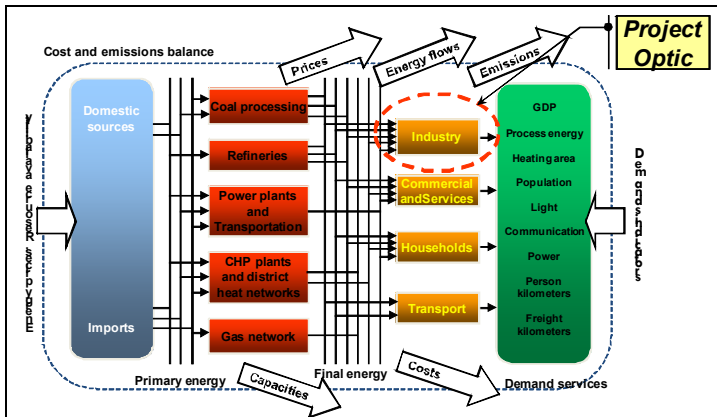 Project
Optic
Cost and emissions balance
Prices
Energy flows
Emissions
Domestic
sources
Imports
Coal processing
Refineries
Power plants
and
Transportation
CHP plants
and district
heat networks
Gas network
Industry
Commercial
andServices
Households
Transport
GDP
Process energy
Heating area
Population
Light
Communication
Power
Person
kilometers
Freight
kilometers
Primary energy
Capacities
Final energy
Costs
Demand services